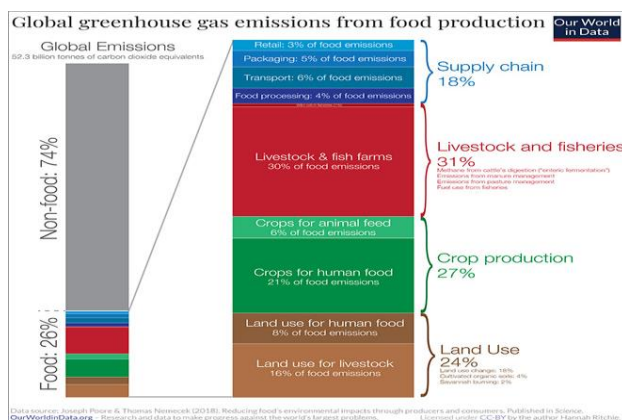 Global greenhouse gas emissions from food production
Our World
in Data
Global Emissions
52.3 billion tonnes of carbon dioxide equivalents
Non-food: 74%
Food: 26%
Retail: 3% of food emissions
Packaging: 5% of food emissions
Transport: 6% of food emissions
Food processing: 4% of food emissions
Livestock & fish farms
30% of food emissions
Crops for animal feed
6% of food emissions
Crops for human food
21% of food emissions
Land use for human food
8% of food emissions
Land use for livestock
16% of food emissions
Supply chain
18%
Livestock and fisheries
31%
Methane from cattle's digestion ("enteric fermentation")
Emissions from manure management
Emissions from pasture management
Fuel use from fisheries
Crop production
27%
Land Use
24%
Land use change: 18%
Cultivated organic soils: 4%
Savannah burning: 2%
Data source: Joseph Poore & Thomas Nemecek (2018). Reducing food's environmental impacts through producers and consumers. Published in Science.
OurWorldinData.org – Research and data to make progress against the world's largest problems.
Licensed under CC-BY by the author Hannah Ritchie.